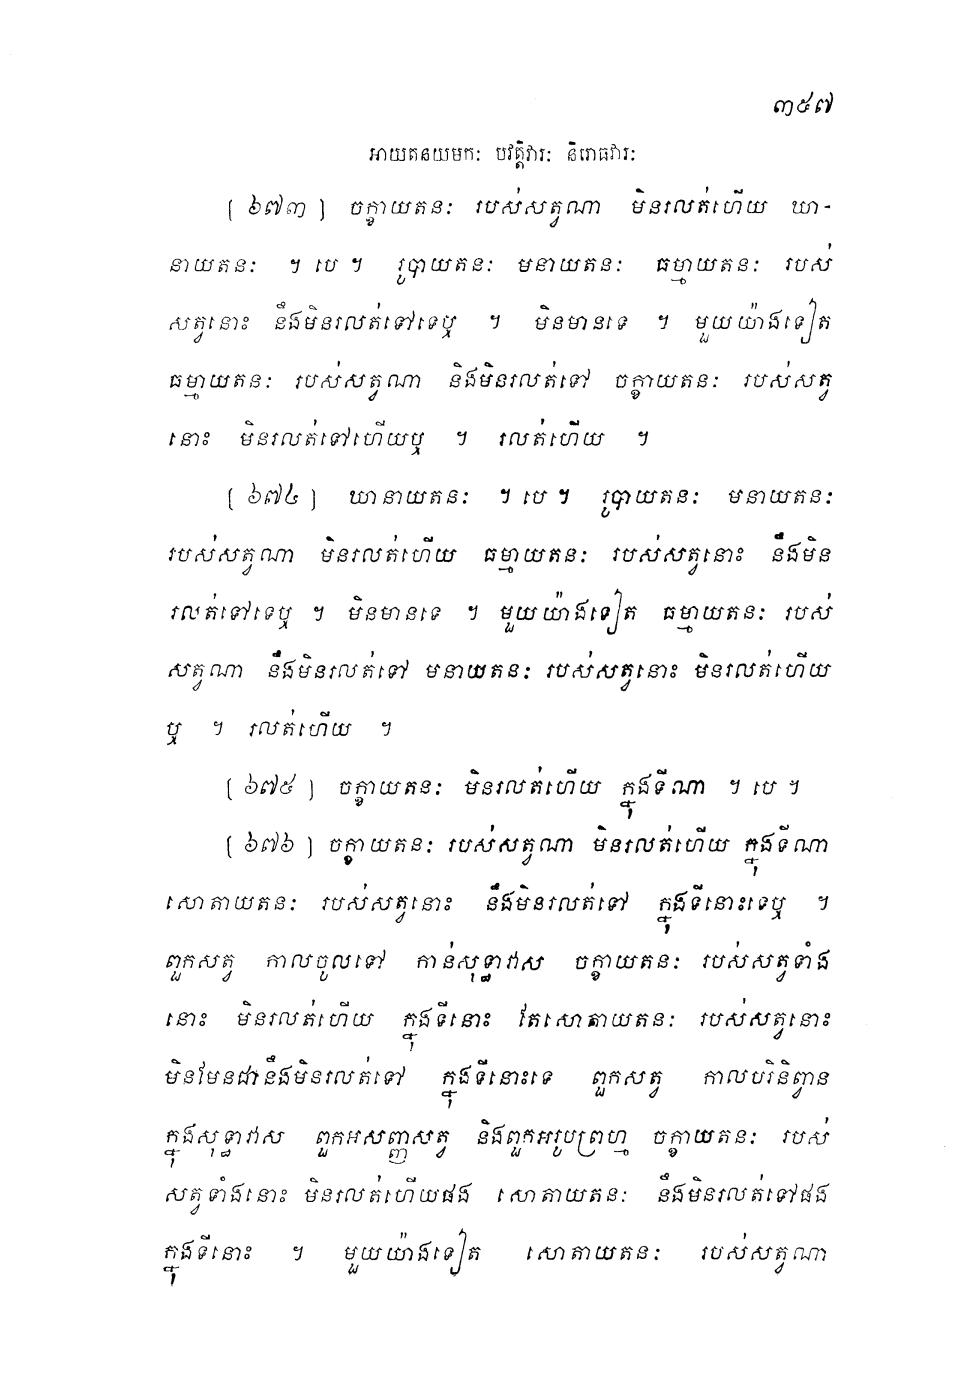 ៣៥៧
អាយតនយមក: បវត្តិវារ: និរោធវារ:
[ ៦៧៣ ] ចក្ខាយតន: របស់សត្វណា មិនរលត់ហើយ ឃា-
នាយតន: ។ បេ ។ រូបាយតន: មនាយតន: ធម្មាយតន: របស់
សត្វនោះ នឹងមិនរលត់ទៅទេឬ ។ មិនមានទេ ។ មួយយ៉ាងទៀត
ធម្មាយតន: របស់សត្វណា នឹងមិនរលត់ទៅ ចក្ខាយតន: របស់សត្វ
នោះ មិនរលត់ទៅហើយឬ ។ រលត់ហើយ ។
[ ៦៧៤ ] ឃានាយតន: ។ បេ ។ រូបាយតន: មនាយតន:
របស់សត្វណា មិនរលត់ហើយ ធម្មាយតន: របស់សត្វនោះ នឹងមិន
រលត់ទៅទេឬ ។ មិនមានទេ ។ មួយយ៉ាងទៀត ធម្មាយតន: របស់
សត្វណា នឹងមិនរលត់ទៅ មនាយតន: របស់សត្វនោះ មិនរលត់ហើយ
ឬ ។ រលត់ហើយ ។
[ ៦៧៥ ] ចក្ខាយតន: មិនរលត់ហើយ ក្នុងទីណា ។ បេ ។
[ ៦៧៦ ] ចក្ខាយតន: របស់សត្វណា មិនរលត់ហើយ ក្នុងទីណា
សោតាយតន: របស់សត្វនោះ នឹងមិនរលត់ទៅ ក្នុងទីនោះទេឬ ។
ពួកសត្វ កាលចូលទៅ កាន់សុទ្ធាវាស ចក្ខាយតន: របស់សត្វទាំង
នោះ មិនរលត់ហើយ ក្នុងទីនោះ តែសោតាយតន: របស់សត្វនោះ
មិនមែនជានឹងមិនរលត់ទៅ ក្នុងទីនោះទេ ពួកសត្វ កាលបរិនិព្វាន
ក្នុងសុទ្ធាវាស ពួកអសញ្ញសត្វ និងពួកអរូបព្រហ្ម ចក្ខាយតន: របស់
សត្វទាំងនោះ មិនរលត់ហើយផង សោតាយតន: នឹងមិនរលត់ទៅផង
ក្នុងទីនោះ ។ មួយយ៉ាងទៀត សោតាយតន: របស់សត្វណា